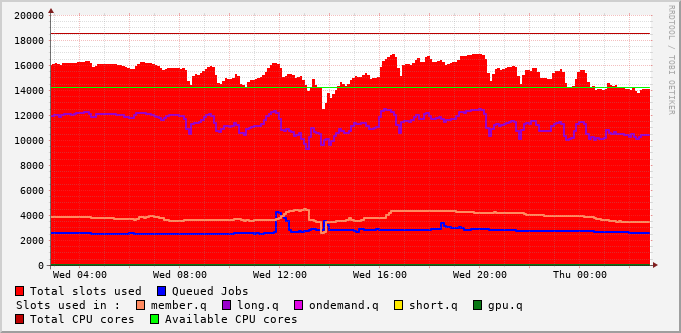 RRDTOOL / TOBI OETIKER
20000
18000
16000
14000
12000
10000
8000
6000
4000
2000
0
Wed 04:00 Wed 08:00 Wed 12:00 Wed 16:00 Wed 20:00 Thu 00:00
Total slots used Queued Jobs
Slots used in : member.q long.q ondemand.q short.q gpu.q
Total CPU cores Available CPU cores